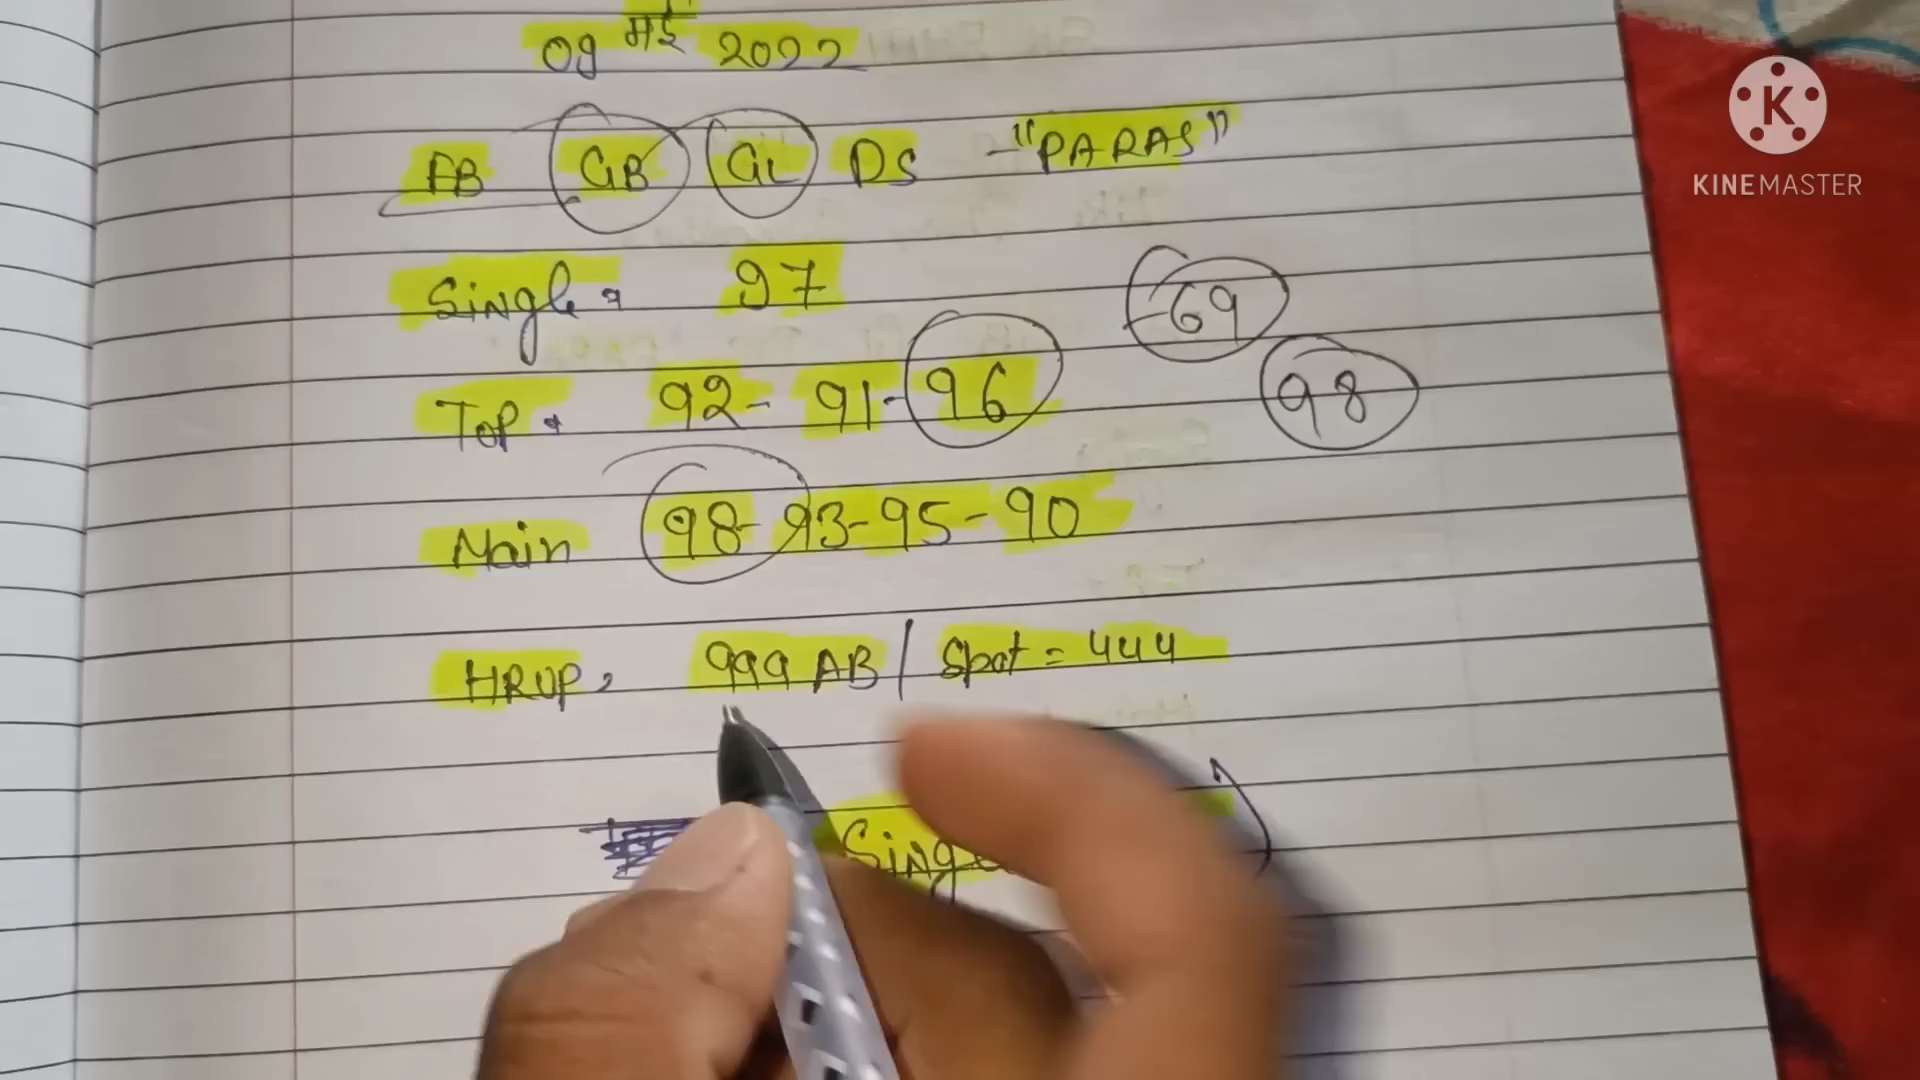 09 मई 2022
FB GB GL DS - "PARAS"
Single = 97
69
TOP = 92 - 91 - 96
98
Main 98 - 93 - 95 - 90
HRUP = 999 AB / Spot = 444
K
KINEMASTER